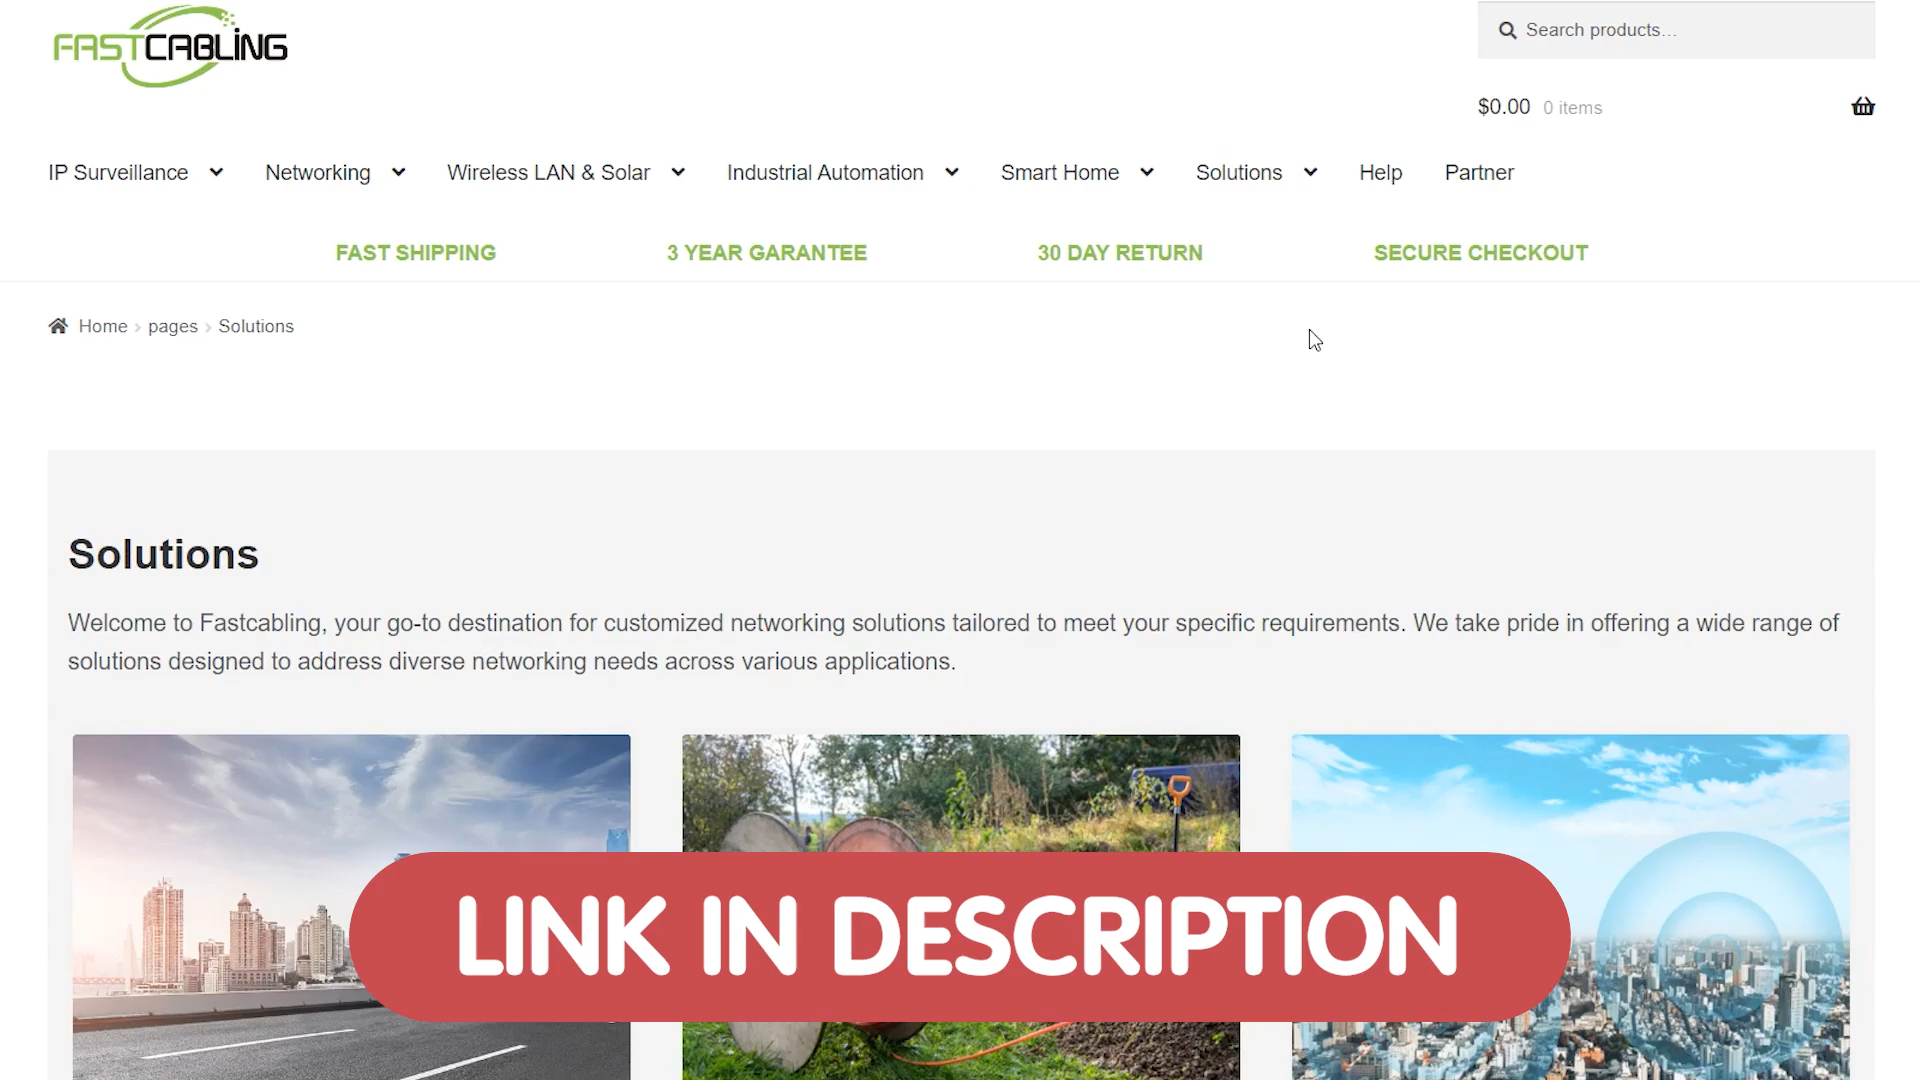 FASTCABLING
Search products…
$0.00 0 items
IP Surveillance Networking Wireless LAN & Solar Industrial Automation Smart Home Solutions Help Partner
FAST SHIPPING 3 YEAR GARANTEE 30 DAY RETURN SECURE CHECKOUT
Home › pages › Solutions
Solutions
Welcome to Fastcabling, your go-to destination for customized networking solutions tailored to meet your specific requirements. We take pride in offering a wide range of
solutions designed to address diverse networking needs across various applications.
LINK IN DESCRIPTION